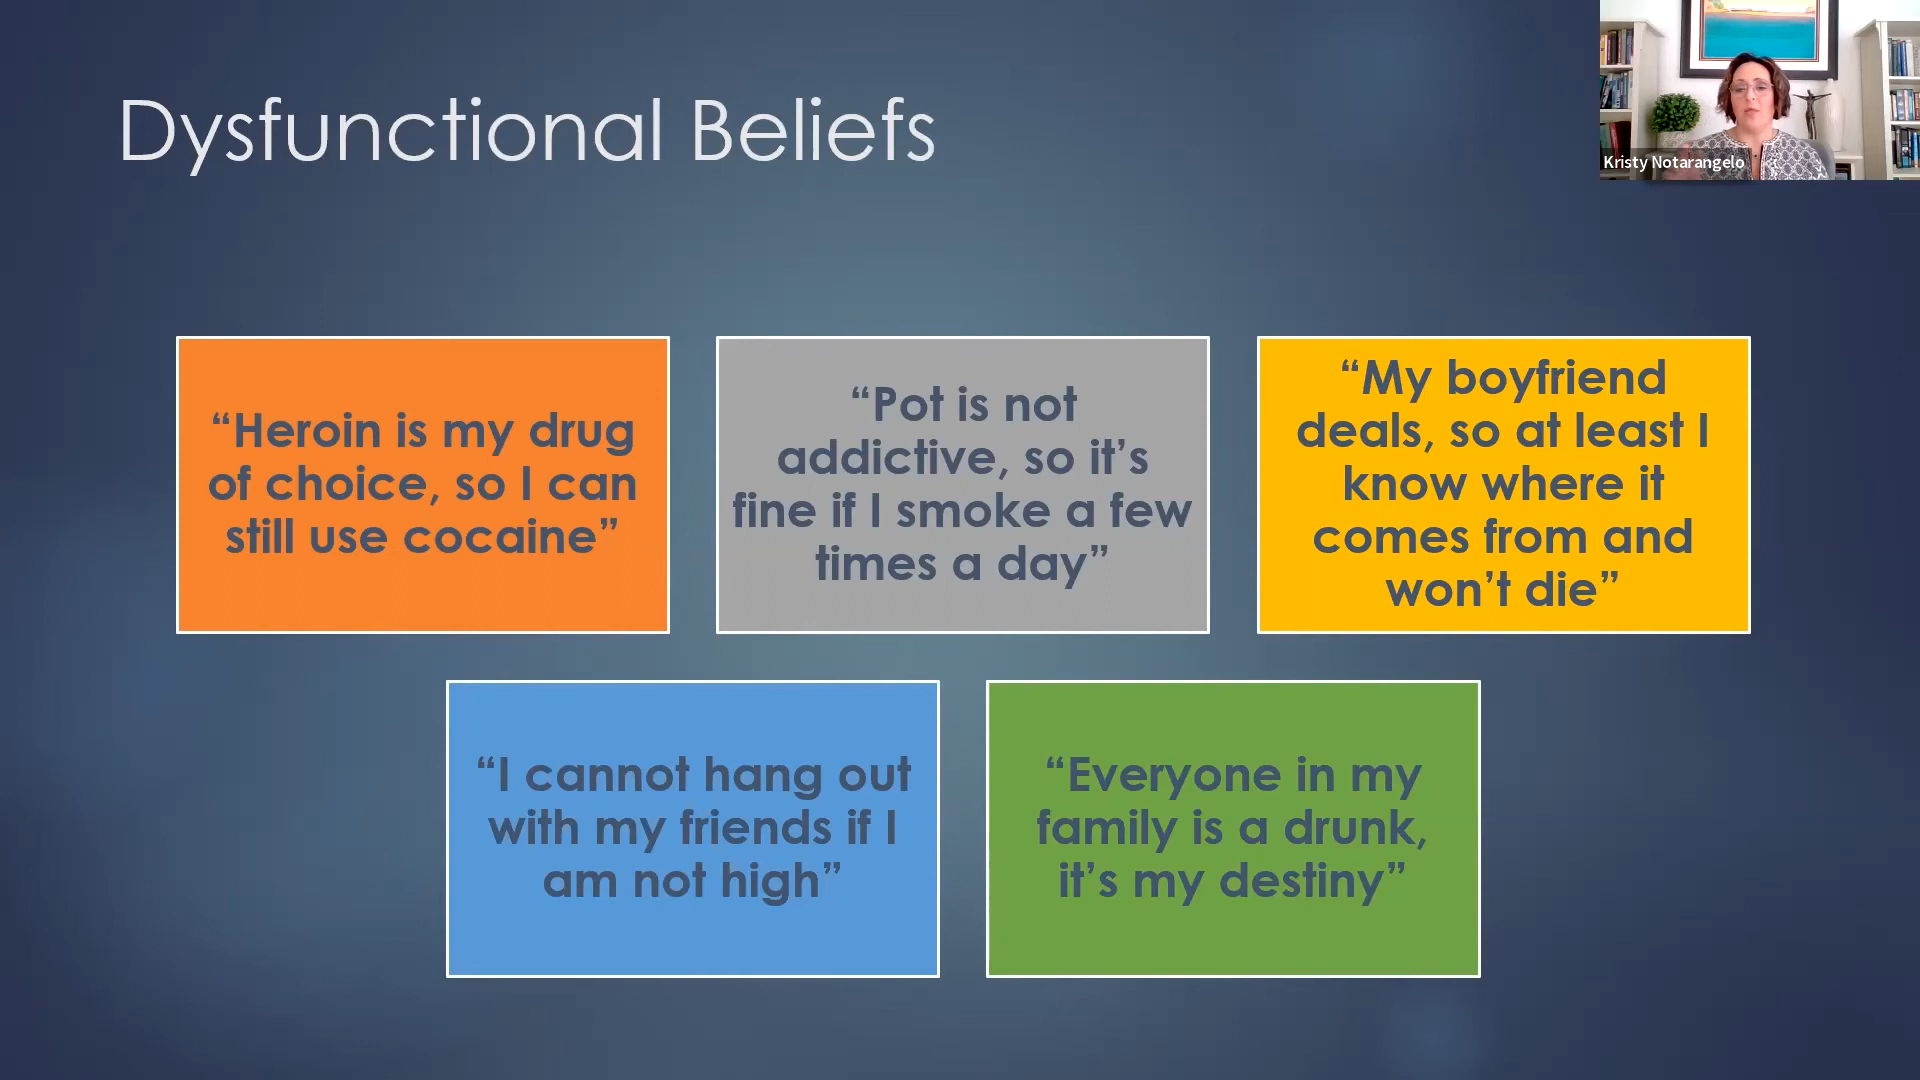 Dysfunctional Beliefs
Kristy Notarangelo
“Heroin is my drug
of choice, so I can
still use cocaine”
“Pot is not
addictive, so it’s
fine if I smoke a few
times a day”
“My boyfriend
deals, so at least I
know where it
comes from and
won’t die”
“I cannot hang out
with my friends if I
am not high”
“Everyone in my
family is a drunk,
it’s my destiny”